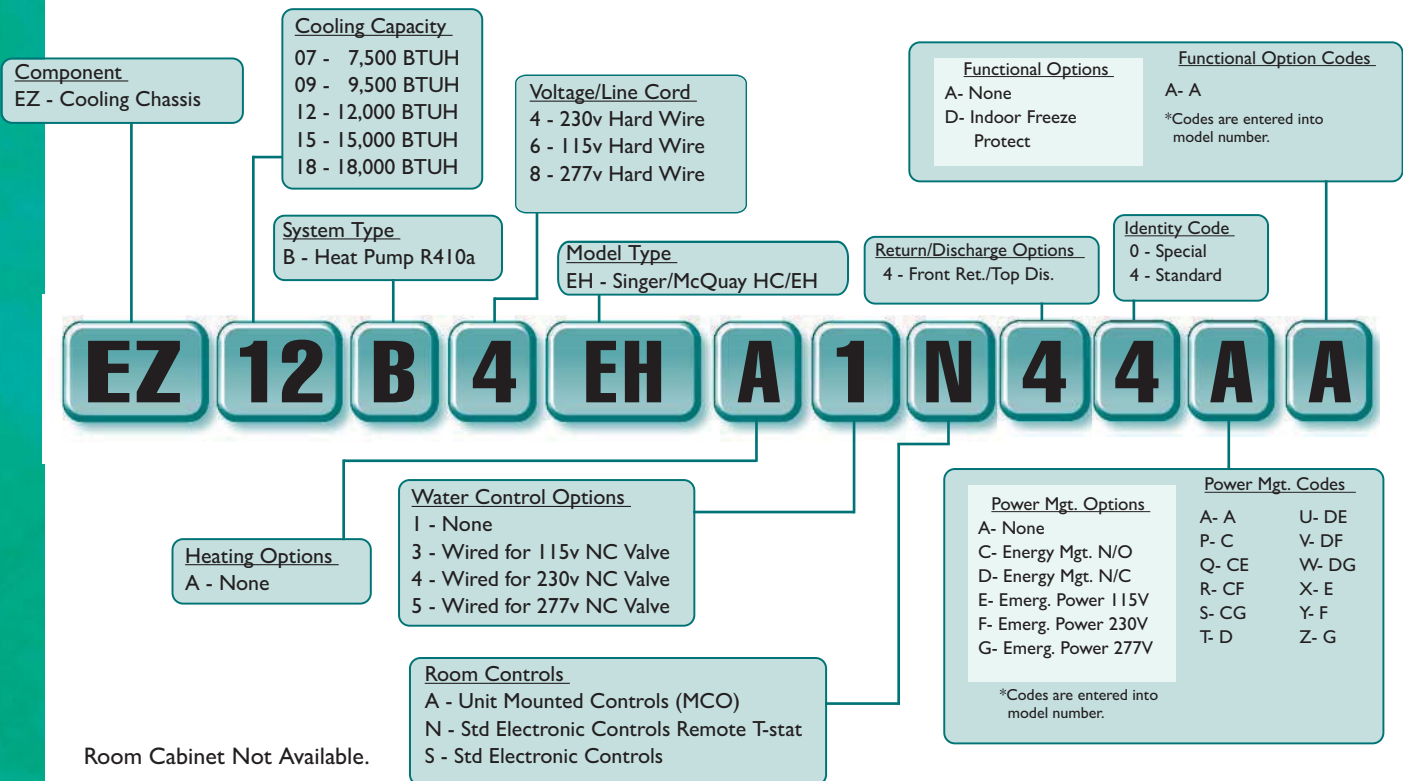 Cooling Capacity
07 - 7,500 BTUH
09 - 9,500 BTUH
12 - 12,000 BTUH
15 - 15,000 BTUH
18 - 18,000 BTUH
Component
EZ - Cooling Chassis
Voltage/Line Cord
4 - 230v Hard Wire
6 - 115v Hard Wire
8 - 277v Hard Wire
Functional Options
A- None
D- Indoor Freeze
Protect
Functional Option Codes
A- A
*Codes are entered into
model number.
System Type
B - Heat Pump R410a
Model Type
EH - Singer/McQuay HC/EH
Return/Discharge Options
4 - Front Ret./Top Dis.
Identity Code
0 - Special
4 - Standard
EZ 12 B 4 EH A 1 N 4 4 A A
Heating Options
A - None
Water Control Options
1 - None
3 - Wired for 115v NC Valve
4 - Wired for 230v NC Valve
5 - Wired for 277v NC Valve
Room Controls
A - Unit Mounted Controls (MCO)
N - Std Electronic Controls Remote T-stat
S - Std Electronic Controls
Power Mgt. Options
A- None
C- Energy Mgt. N/O
D- Energy Mgt. N/C
E- Emerg. Power 115V
F- Emerg. Power 230V
G- Emerg. Power 277V
*Codes are entered into
model number.
Power Mgt. Codes
A- A U- DE
P- C V- DF
Q- CE W- DG
R- CF X- E
S- CG Y- F
T- D Z- G
Room Cabinet Not Available.